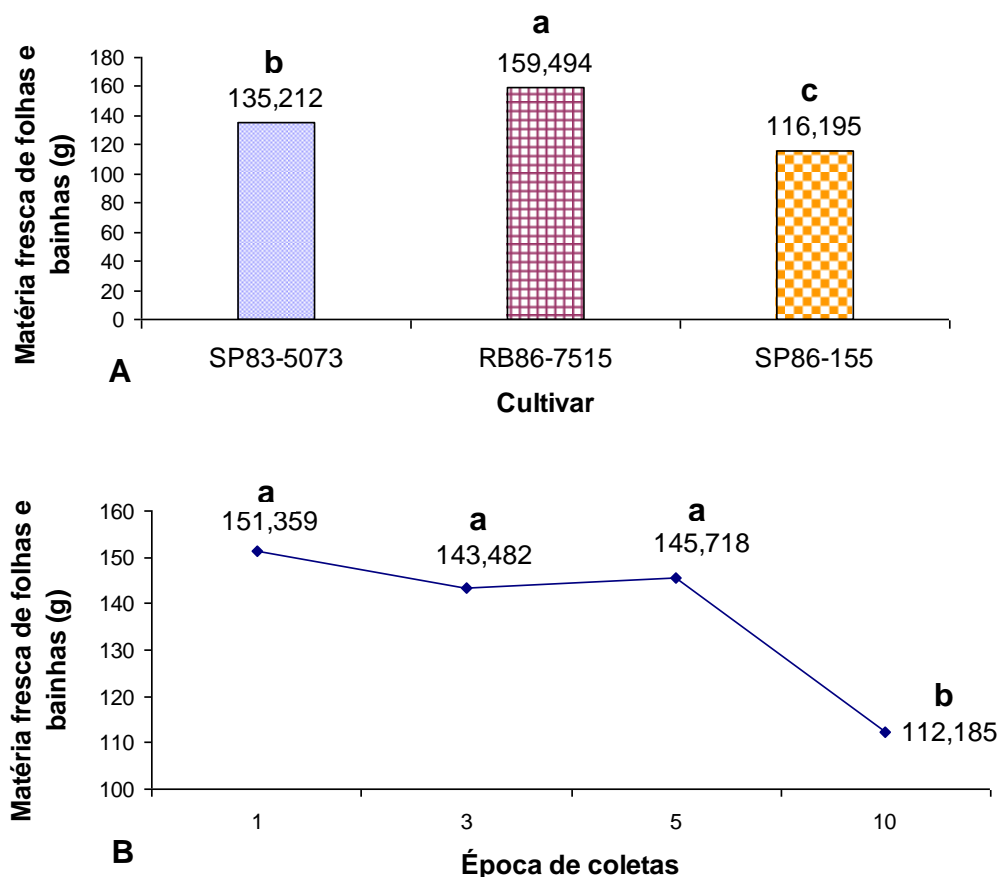 Matéria fresca de folhas e
bainhas (g)
180
160
140
120
100
80
60
40
20
0
b
135,212
a
159,494
c
116,195
SP83-5073
RB86-7515
SP86-155
A
Cultivar
Matéria fresca de folhas e
bainhas (g)
160
150
140
130
120
110
100
a
151,359
a
143,482
a
145,718
b
112,185
1
3
5
10
B
Época de coletas